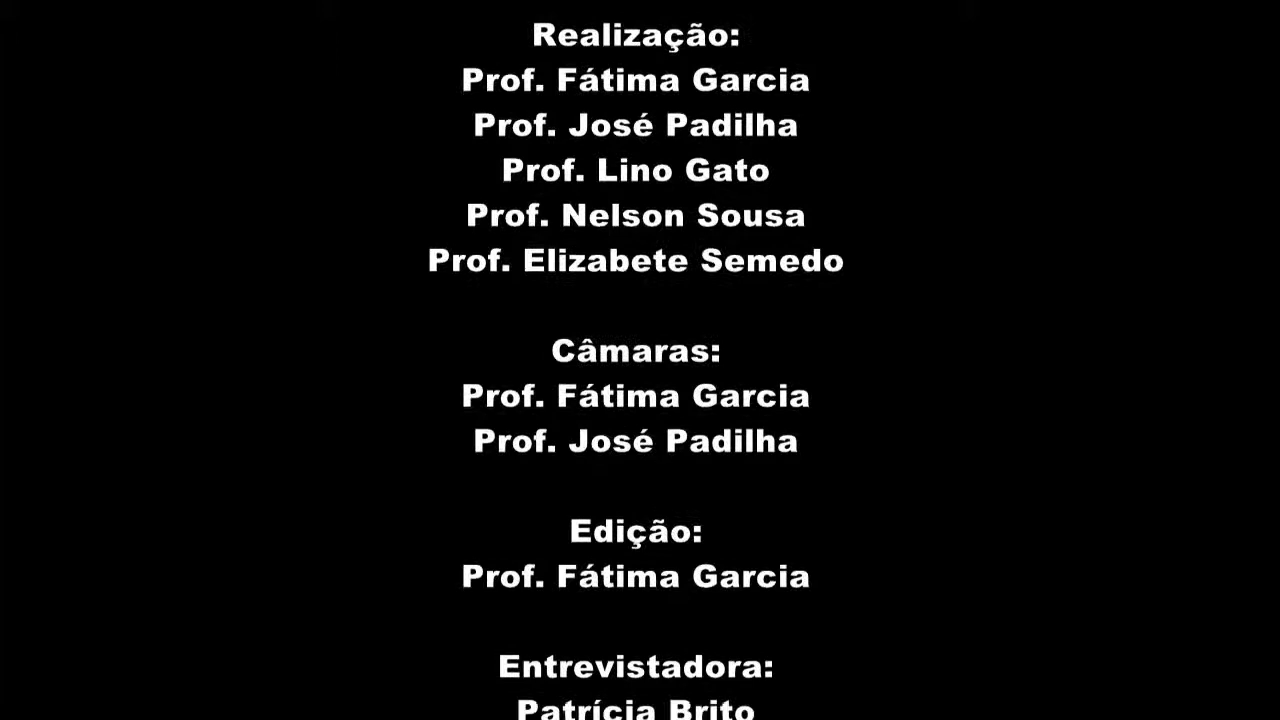 Realização:
Prof. Fátima Garcia
Prof. José Padilha
Prof. Lino Gato
Prof. Nelson Sousa
Prof. Elizabete Semedo
Câmaras:
Prof. Fátima Garcia
Prof. José Padilha
Edição:
Prof. Fátima Garcia
Entrevistadora:
Patrícia Brito